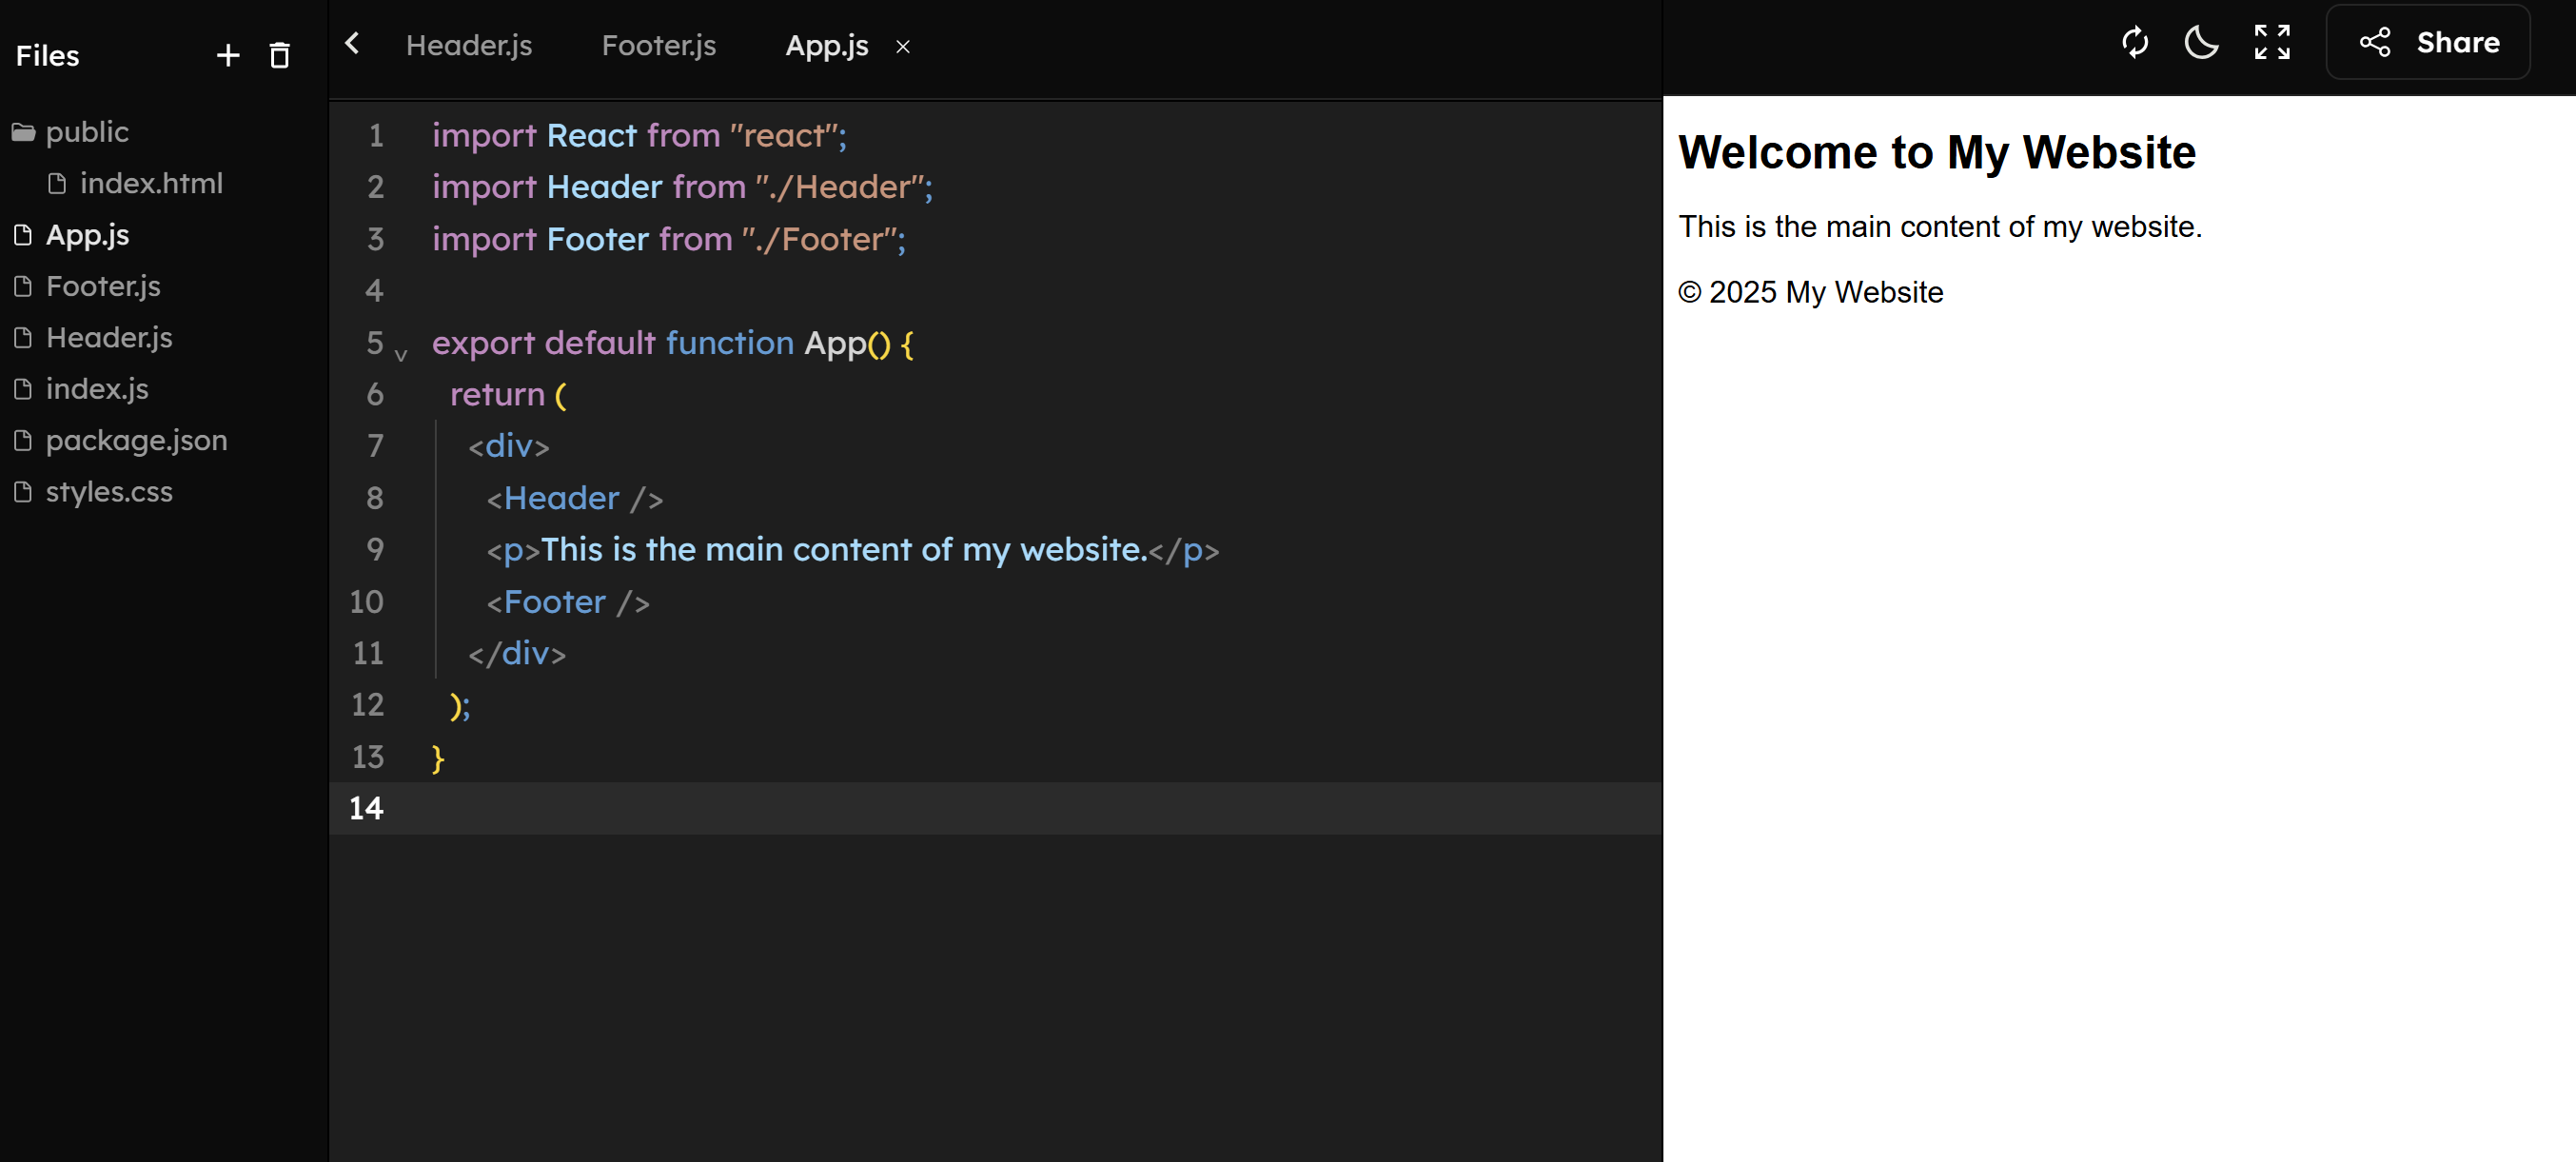 Files
public
index.html
App.js
Footer.js
Header.js
index.js
package.json
styles.css
Header.js Footer.js App.js
1 import React from "react";
2 import Header from "./Header";
3 import Footer from "./Footer";
4
5 export default function App() {
6 return (
7 <div>
8 <Header />
9 <p>This is the main content of my website.</p>
10 <Footer />
11 </div>
12 );
13 }
14
Share
Welcome to My Website
This is the main content of my website.
© 2025 My Website